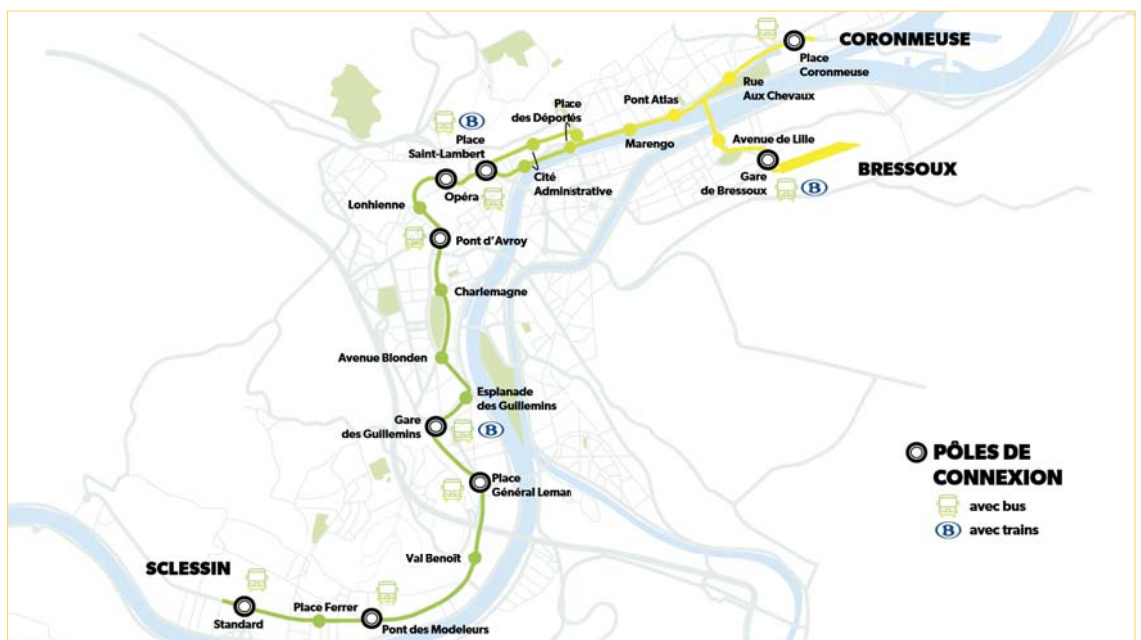 CORONMEUSE
Place
Coronmeuse
Rue
Aux Chevaux
Pont Atlas
Place
des Déportés
B
Place
Saint-Lambert
Marengo
Avenue de Lille
BRESSOUX
Gare
de Bressoux
B
Cité
Administrative
Opéra
Lonhienne
Pont d'Avroy
Charlemagne
Avenue Blonden
Esplanade
des Guillemins
Gare
des Guillemins
B
Place
Général Leman
Val Benoît
SCLESSIN
Standard
Place Ferrer
Pont des Modeleurs
PÔLES DE
CONNEXION
avec bus
B avec trains